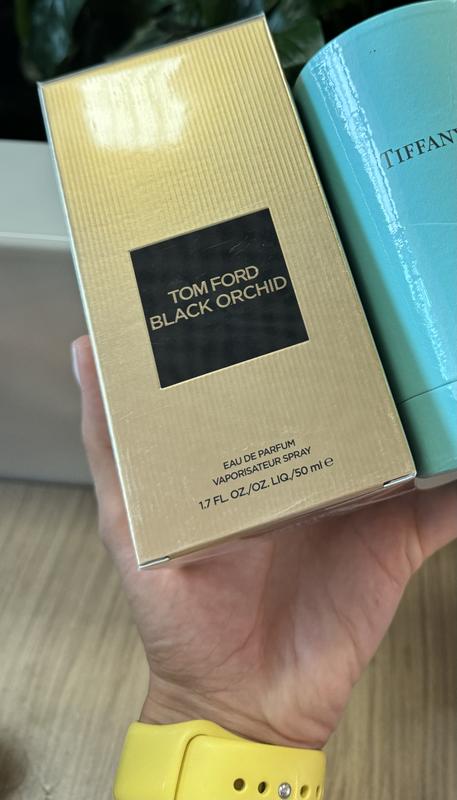 TOM FORD
BLACK ORCHID
EAU DE PARFUM
VAPORISATEUR SPRAY
1.7 FL. OZ./OZ. LIQ./50 ml ℮
TIFFANY